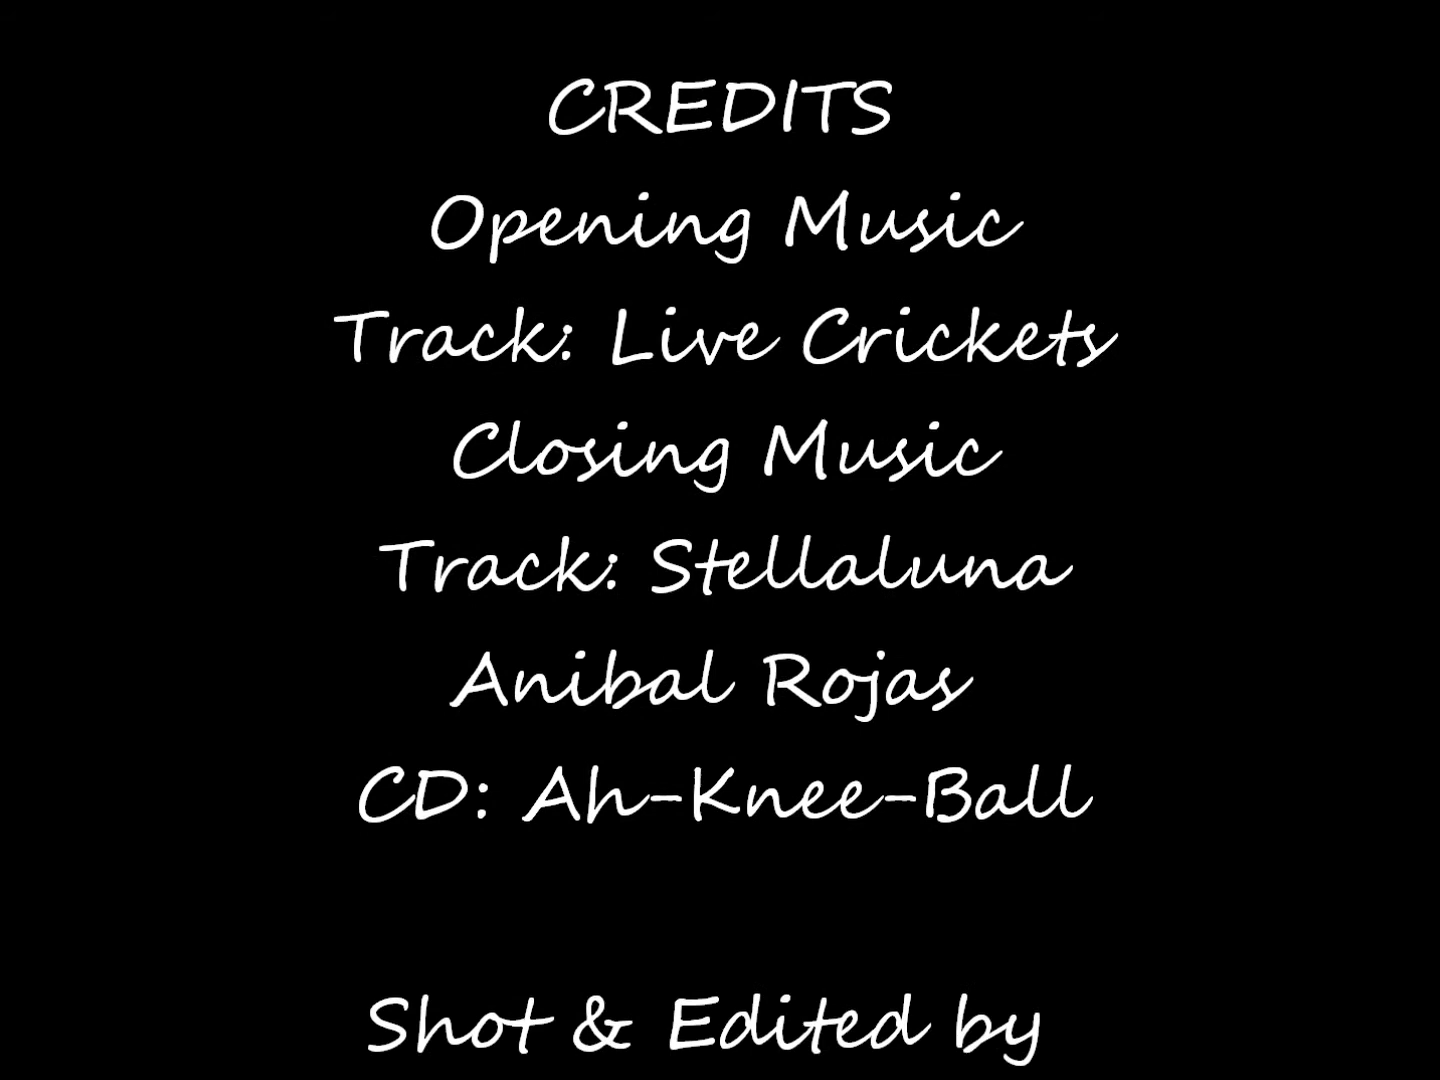 CREDITS
Opening Music
Track: Live Crickets
Closing Music
Track: Stellaluna
Anibal Rojas
CD: Ah-Knee-Ball
Shot & Edited by